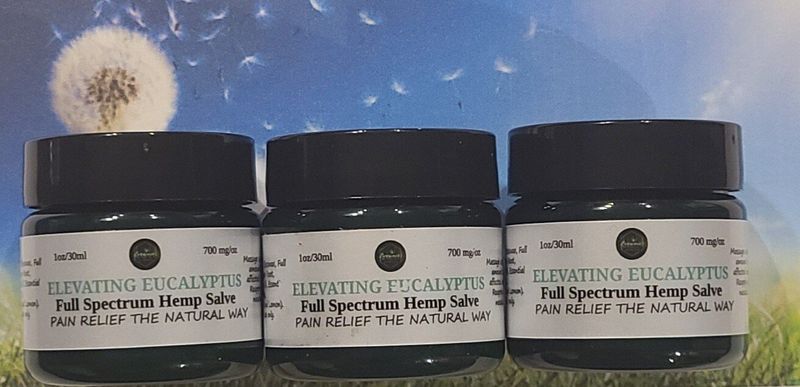 1oz/30ml 700 mg/oz
ELEVATING EUCALYPTUS
Full Spectrum Hemp Salve
PAIN RELIEF THE NATURAL WAY
1oz/30ml 700 mg/oz
ELEVATING EUCALYPTUS
Full Spectrum Hemp Salve
PAIN RELIEF THE NATURAL WAY
1oz/30ml 700 mg/oz
ELEVATING EUCALYPTUS
Full Spectrum Hemp Salve
PAIN RELIEF THE NATURAL WAY